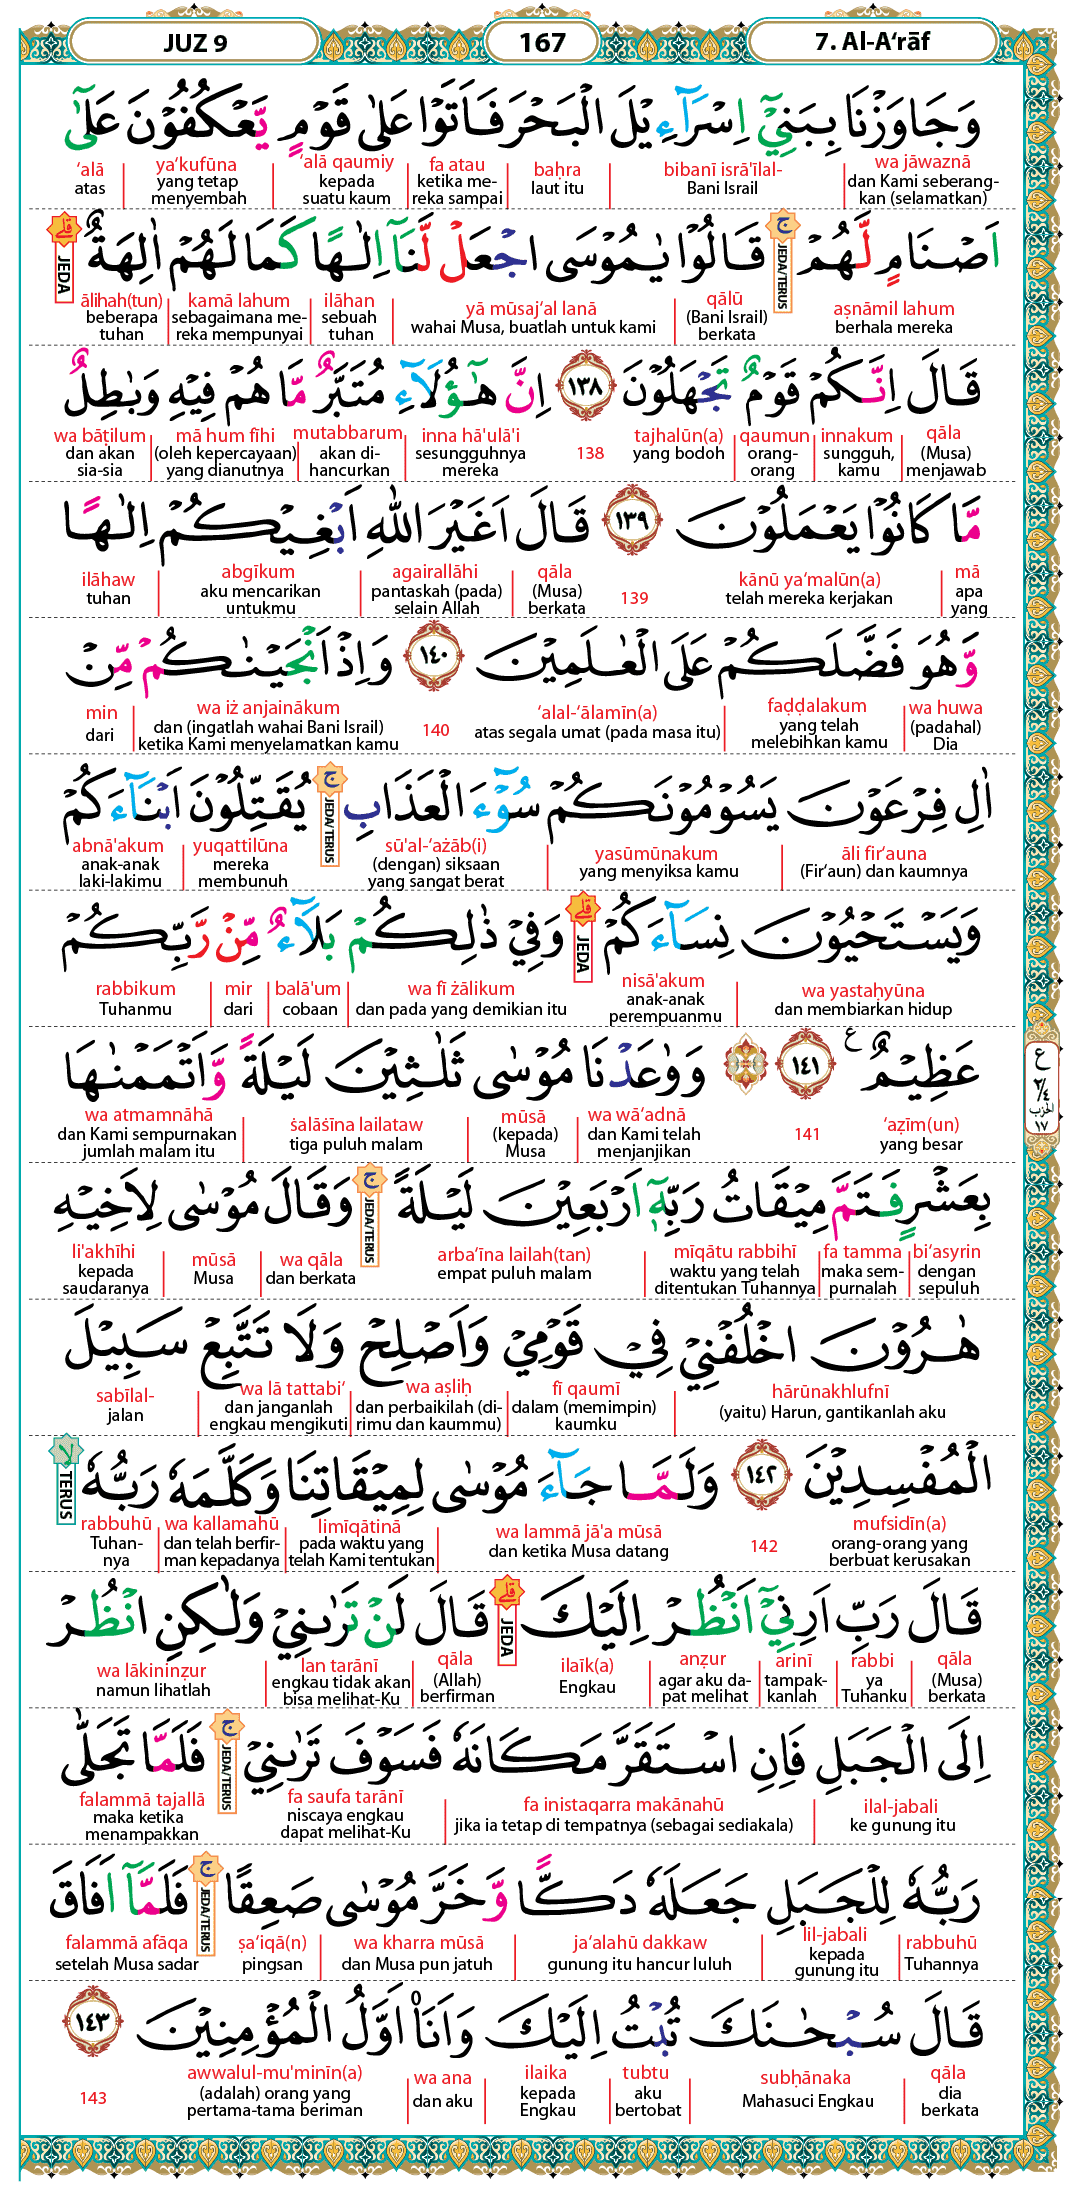 JUZ 9
167
7. Al-A‘rāf
وَجَاوَزْنَا بِبَنِيْٓ اِسْرَاۤءِيْلَ الْبَحْرَ فَاَتَوْا عَلٰى قَوْمٍ يَّعْكُفُوْنَ عَلٰٓى
wa jāwaznā bibanī isrā'īlal- baḥra fa atau ‘alā qaumiy ya‘kufūna ‘alā
dan Kami seberang-kan (selamatkan) Bani Israil laut itu ketika me-reka sampai kepada suatu kaum yang tetap menyembah atas
اَصْنَامٍ لَّهُمْ ۚ قَالُوْا يٰمُوْسَى اجْعَلْ لَّنَآ اِلٰهًا كَمَا لَهُمْ اٰلِهَةٌ ۗ
JEDA/TERUS JEDA
aṣnāmil lahum qālū yā mūsaj‘al lanā ilāhan kamā lahum ālihah(tun)
berhala mereka (Bani Israil) berkata wahai Musa, buatlah untuk kami sebuah tuhan sebagaimana me-reka mempunyai beberapa tuhan
قَالَ اِنَّكُمْ قَوْمٌ تَجْهَلُوْنَ ١٣٨ اِنَّ هٰٓؤُلَاۤءِ مُتَبَّرٌ مَّا هُمْ فِيْهِ وَبٰطِلٌ
qāla innakum qaumun tajhalūn(a) 138 inna hā'ulā'i mutabbarum mā hum fīhi wa bāṭilum
(Musa) menjawab sungguh, kamu orang-orang yang bodoh sesungguhnya mereka akan di-hancurkan (oleh kepercayaan) yang dianutnya dan akan sia-sia
مَّا كَانُوْا يَعْمَلُوْنَ ١٣٩ قَالَ اَغَيْرَ اللّٰهِ اَبْغِيْكُمْ اِلٰهًا
mā kānū ya‘malūn(a) 139 qāla agairallāhi abgīkum ilāhaw
apa yang telah mereka kerjakan (Musa) berkata pantaskah (pada) selain Allah aku mencarikan untukmu tuhan
وَّهُوَ فَضَّلَكُمْ عَلَى الْعٰلَمِيْنَ ١٤٠ وَاِذْ اَنْجَيْنٰكُمْ مِّنْ
wa huwa faḍḍalakum ‘alal-‘ālamīn(a) 140 wa iż anjainākum min
(padahal) Dia yang telah melebihkan kamu atas segala umat (pada masa itu) dan (ingatlah wahai Bani Israil) ketika Kami menyelamatkan kamu dari
اٰلِ فِرْعَوْنَ يَسُوْمُوْنَكُمْ سُوْۤءَ الْعَذَابِ ۚ يُقَتِّلُوْنَ اَبْنَاۤءَكُمْ
JEDA/TERUS
āli fir‘auna yasūmūnakum sū'al-‘ażāb(i) yuqattilūna abnā'akum
(Fir‘aun) dan kaumnya yang menyiksa kamu (dengan) siksaan yang sangat berat mereka membunuh anak-anak laki-lakimu
وَيَسْتَحْيُوْنَ نِسَاۤءَكُمْ ۗ وَفِيْ ذٰلِكُمْ بَلَاۤءٌ مِّنْ رَّبِّكُمْ
JEDA
wa yastaḥyūna nisā'akum wa fī żālikum balā'um mir rabbikum
dan membiarkan hidup anak-anak perempuanmu dan pada yang demikian itu cobaan dari Tuhanmu
عَظِيْمٌ ࣖ ١٤١ ۞ وَوٰعَدْنَا مُوْسٰى ثَلٰثِيْنَ لَيْلَةً وَّاَتْمَمْنٰهَا
‘aẓīm(un) 141 wa wā‘adnā mūsā ṡalāṡīna lailataw wa atmamnāhā
yang besar dan Kami telah menjanjikan (kepada) Musa tiga puluh malam dan Kami sempurnakan jumlah malam itu
ع ٢/٤ الحزب ١٧
بِعَشْرٍ فَتَمَّ مِيْقَاتُ رَبِّهٖٓ اَرْبَعِيْنَ لَيْلَةً ۚ وَقَالَ مُوْسٰى لِاَخِيْهِ
JEDA/TERUS
bi‘asyrin fa tamma mīqātu rabbihī arba‘īna lailah(tan) wa qāla mūsā li'akhīhi
dengan sepuluh maka sem-purnalah waktu yang telah ditentukan Tuhannya empat puluh malam dan berkata Musa kepada saudaranya
هٰرُوْنَ اخْلُفْنِيْ فِيْ قَوْمِيْ وَاَصْلِحْ وَلَا تَتَّبِعْ سَبِيْلَ
hārūnakhlufnī fī qaumī wa aṣliḥ wa lā tattabi‘ sabīlal-
(yaitu) Harun, gantikanlah aku dalam (memimpin) kaumku dan perbaikilah (di-rimu dan kaummu) dan janganlah engkau mengikuti jalan
الْمُفْسِدِيْنَ ١٤٢ وَلَمَّا جَاۤءَ مُوْسٰى لِمِيْقَاتِنَا وَكَلَّمَهٗ رَبُّهٗ ۙ
TERUS
mufsidīn(a) 142 wa lammā jā'a mūsā limīqātinā wa kallamahū rabbuhū
orang-orang yang berbuat kerusakan dan ketika Musa datang pada waktu yang telah Kami tentukan dan telah berfir-man kepadanya Tuhan-nya
قَالَ رَبِّ اَرِنِيْٓ اَنْظُرْ اِلَيْكَ ۗ قَالَ لَنْ تَرٰىنِيْ وَلٰكِنِ انْظُرْ
JEDA
qāla rabbi arinī anẓur ilaīk(a) qāla lan tarānī wa lākininẓur
(Musa) berkata ya Tuhanku tampak-kanlah agar aku da-pat melihat Engkau (Allah) berfirman engkau tidak akan bisa melihat-Ku namun lihatlah
اِلَى الْجَبَلِ فَاِنِ اسْتَقَرَّ مَكَانَهٗ فَسَوْفَ تَرٰىنِيْ ۚ فَلَمَّا تَجَلّٰى
JEDA/TERUS
ilal-jabali fa inistaqarra makānahū fa saufa tarānī falammā tajallā
ke gunung itu jika ia tetap di tempatnya (sebagai sediakala) niscaya engkau dapat melihat-Ku maka ketika menampakkan
رَبُّهٗ لِلْجَبَلِ جَعَلَهٗ دَكًّا وَّخَرَّ مُوْسٰى صَعِقًا ۚ فَلَمَّآ اَفَاقَ
JEDA/TERUS
rabbuhū lil-jabali ja‘alahū dakkaw wa kharra mūsā ṣa‘iqā(n) falammā afāqa
Tuhannya kepada gunung itu gunung itu hancur luluh dan Musa pun jatuh pingsan setelah Musa sadar
قَالَ سُبْحٰنَكَ تُبْتُ اِلَيْكَ وَاَنَا۠ اَوَّلُ الْمُؤْمِنِيْنَ ١٤٣
qāla subḥānaka tubtu ilaika wa ana awwalul-mu'minīn(a) 143
dia berkata Mahasuci Engkau aku bertobat kepada Engkau dan aku (adalah) orang yang pertama-tama beriman